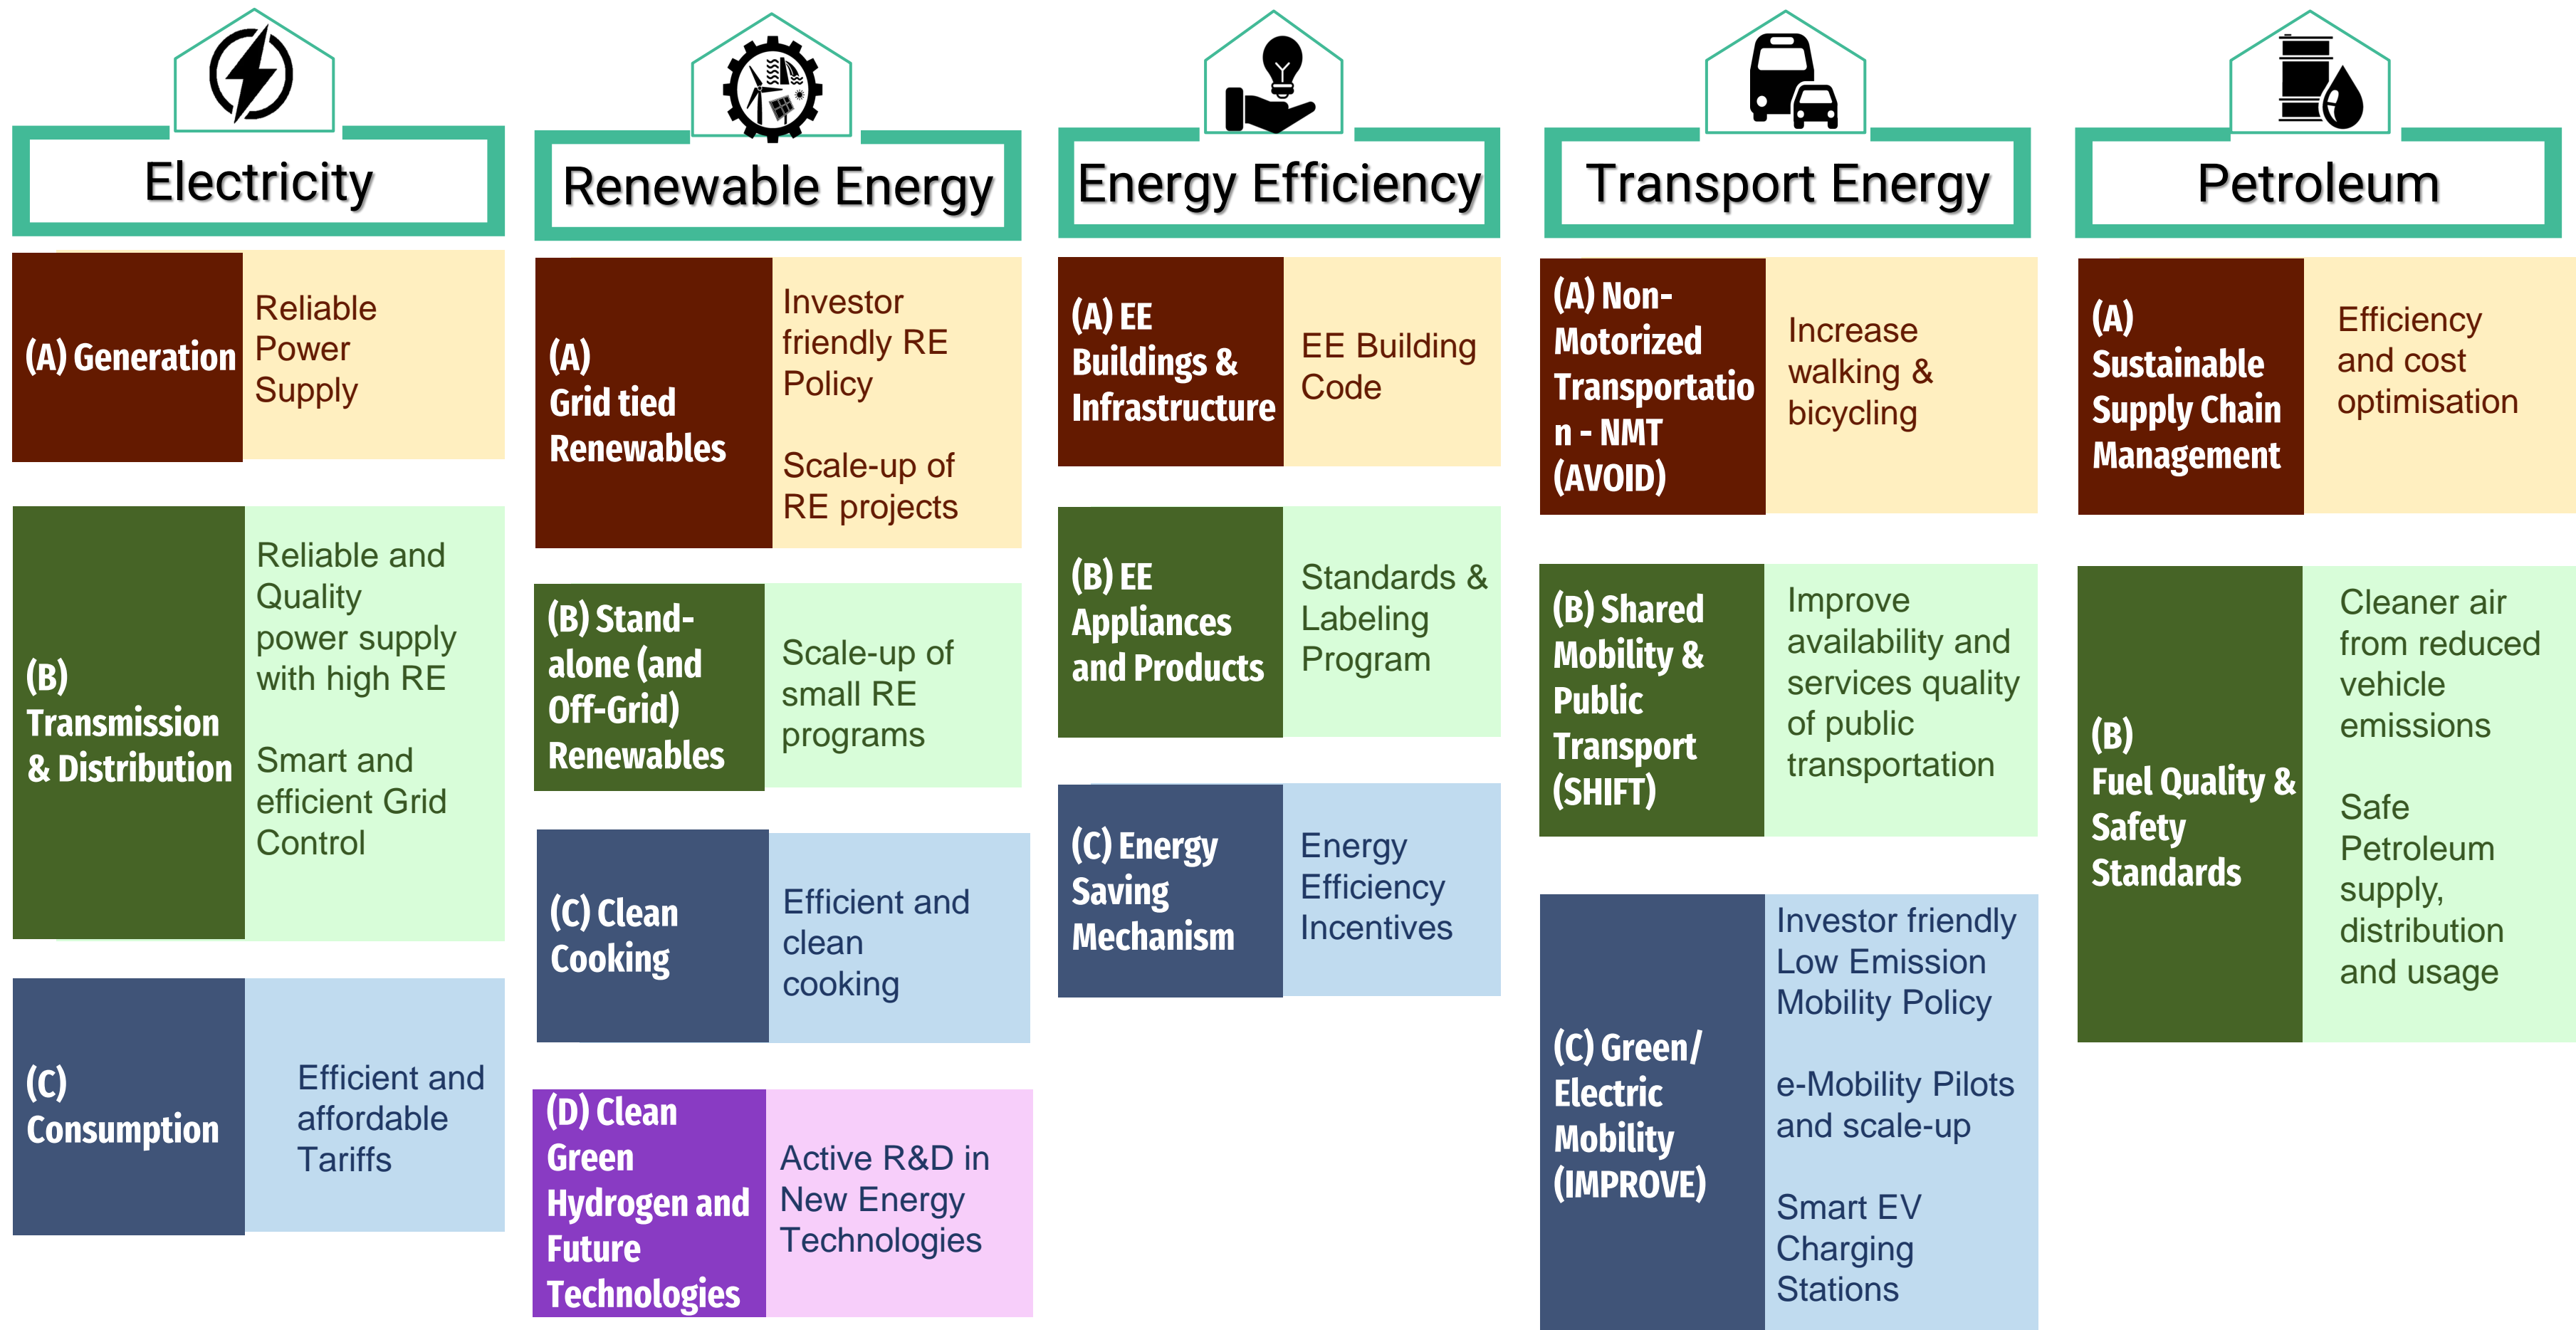 Electricity
(A) Generation
Reliable
Power
Supply
(B)
Transmission
& Distribution
Reliable and
Quality
power supply
with high RE
Smart and
efficient Grid
Control
(C)
Consumption
Efficient and
affordable
Tariffs
Renewable Energy
(A)
Grid tied
Renewables
Investor
friendly RE
Policy
Scale-up of
RE projects
(B) Stand-
alone (and
Off-Grid)
Renewables
Scale-up of
small RE
programs
(C) Clean
Cooking
Efficient and
clean
cooking
(D) Clean
Green
Hydrogen and
Future
Technologies
Active R&D in
New Energy
Technologies
Energy Efficiency
(A) EE
Buildings &
Infrastructure
EE Building
Code
(B) EE
Appliances
and Products
Standards &
Labeling
Program
(C) Energy
Saving
Mechanism
Energy
Efficiency
Incentives
Transport Energy
(A) Non-
Motorized
Transportatio
n - NMT
(AVOID)
Increase
walking &
bicycling
(B) Shared
Mobility &
Public
Transport
(SHIFT)
Improve
availability and
services quality
of public
transportation
(C) Green/
Electric
Mobility
(IMPROVE)
Investor friendly
Low Emission
Mobility Policy
e-Mobility Pilots
and scale-up
Smart EV
Charging
Stations
Petroleum
(A)
Sustainable
Supply Chain
Management
Efficiency
and cost
optimisation
(B)
Fuel Quality &
Safety
Standards
Cleaner air
from reduced
vehicle
emissions
Safe
Petroleum
supply,
distribution
and usage